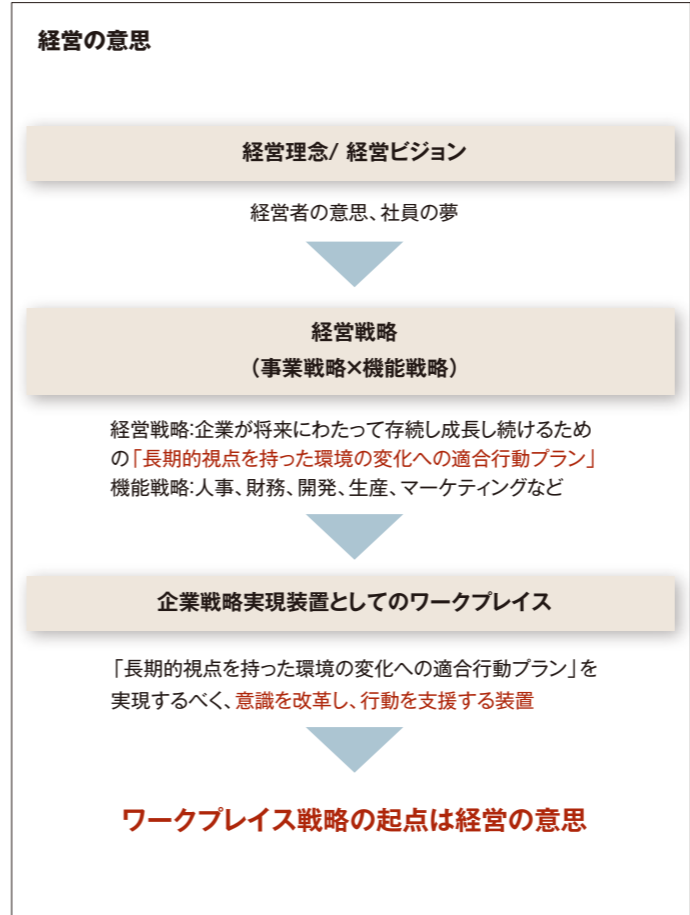 経営の意思
経営理念/ 経営ビジョン
経営者の意思、社員の夢
経営戦略
（事業戦略×機能戦略）
経営戦略:企業が将来にわたって存続し成長し続けるため
の「長期的視点を持った環境の変化への適合行動プラン」
機能戦略:人事、財務、開発、生産、マーケティングなど
企業戦略実現装置としてのワークプレイス
「長期的視点を持った環境の変化への適合行動プラン」を
実現するべく、意識を改革し、行動を支援する装置
ワークプレイス戦略の起点は経営の意思